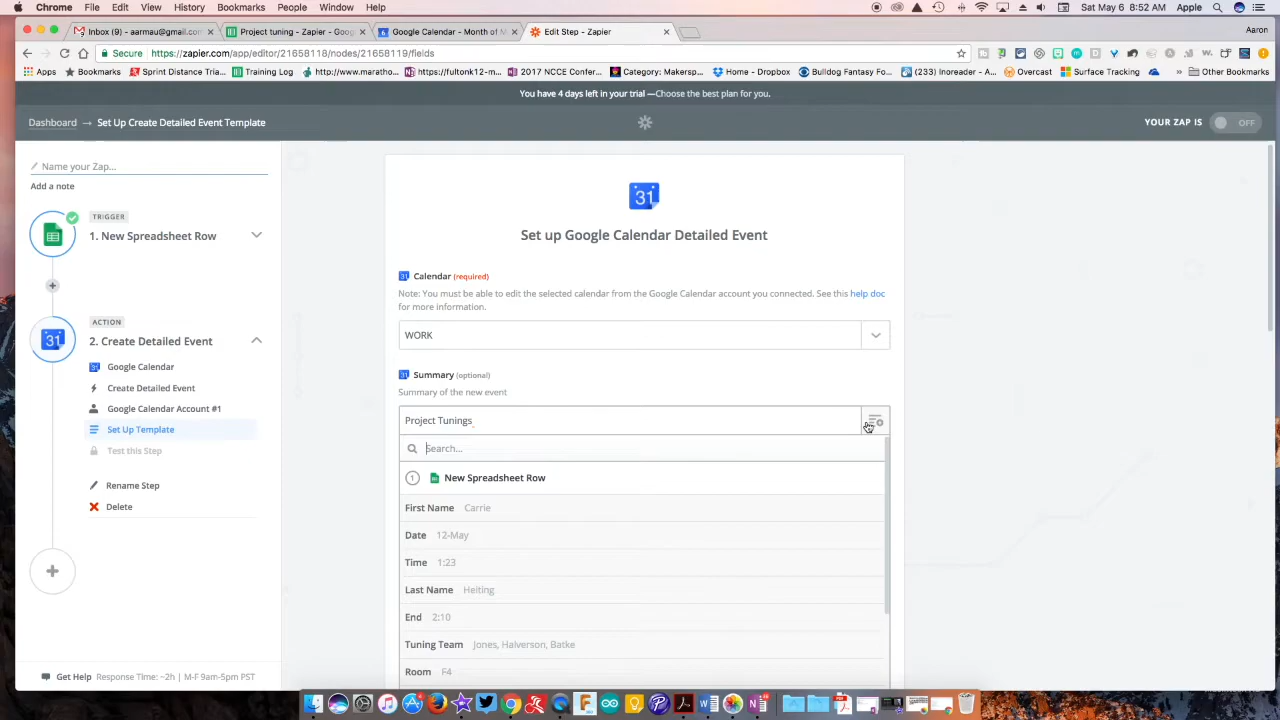 Chrome File Edit View History Bookmarks People Window Help Sat May 6 8:52 AM Apple
Inbox (9) - aarmau@gmail.co Project tuning - Zapier - Goog Google Calendar - Month of M Edit Step - Zapier Aaron
Secure https://zapier.com/app/editor/21658118/nodes/21658119/fields
Apps Bookmarks Sprint Distance Tria... Training Log http://www.maratho... https://fultonk12-m... 2017 NCCE Confere... Category: Makersp... Home - Dropbox Bulldog Fantasy Foo... (233) Inoreader - A... Overcast Surface Tracking » Other Bookmarks
You have 4 days left in your trial —Choose the best plan for you.
Dashboard → Set Up Create Detailed Event Template
YOUR ZAP IS OFF
Name your Zap...
Add a note
TRIGGER
1. New Spreadsheet Row
ACTION
2. Create Detailed Event
Google Calendar
Create Detailed Event
Google Calendar Account #1
Set Up Template
Test this Step
Rename Step
Delete
Get Help Response Time: ~2h | M-F 9am-5pm PST
31
Set up Google Calendar Detailed Event
Calendar (required)
Note: You must be able to edit the selected calendar from the Google Calendar account you connected. See this help doc
for more information.
WORK
Summary (optional)
Summary of the new event
Project Tunings
Search...
1 New Spreadsheet Row
First Name Carrie
Date 12-May
Time 1:23
Last Name Heiting
End 2:10
Tuning Team Jones, Halverson, Batke
Room F4